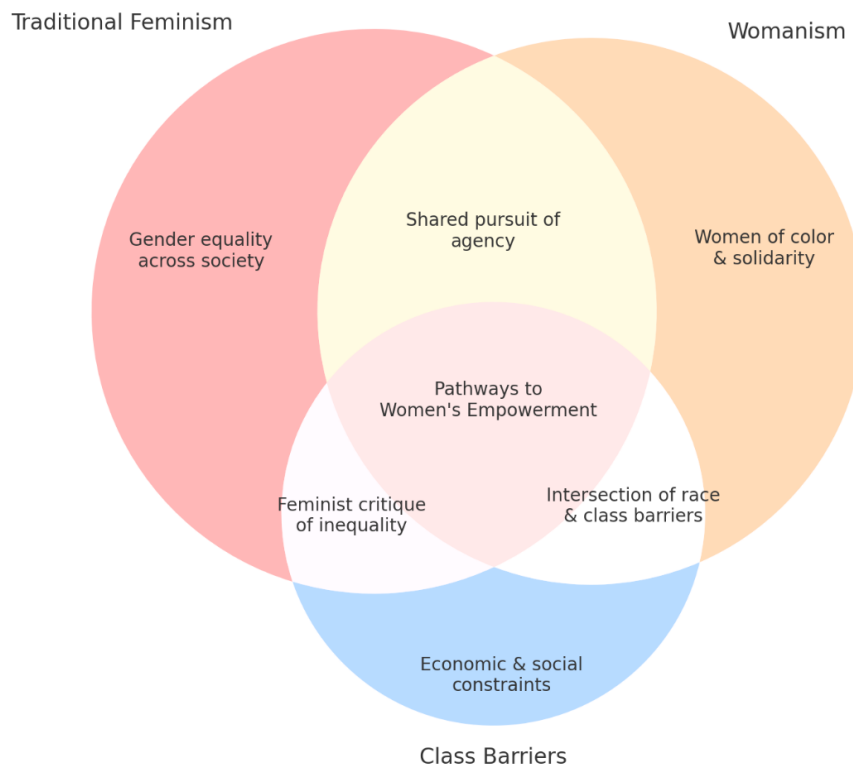 Traditional Feminism
Womanism
Gender equality
across society
Shared pursuit of
agency
Women of color
& solidarity
Pathways to
Women's Empowerment
Feminist critique
of inequality
Intersection of race
& class barriers
Economic & social
constraints
Class Barriers